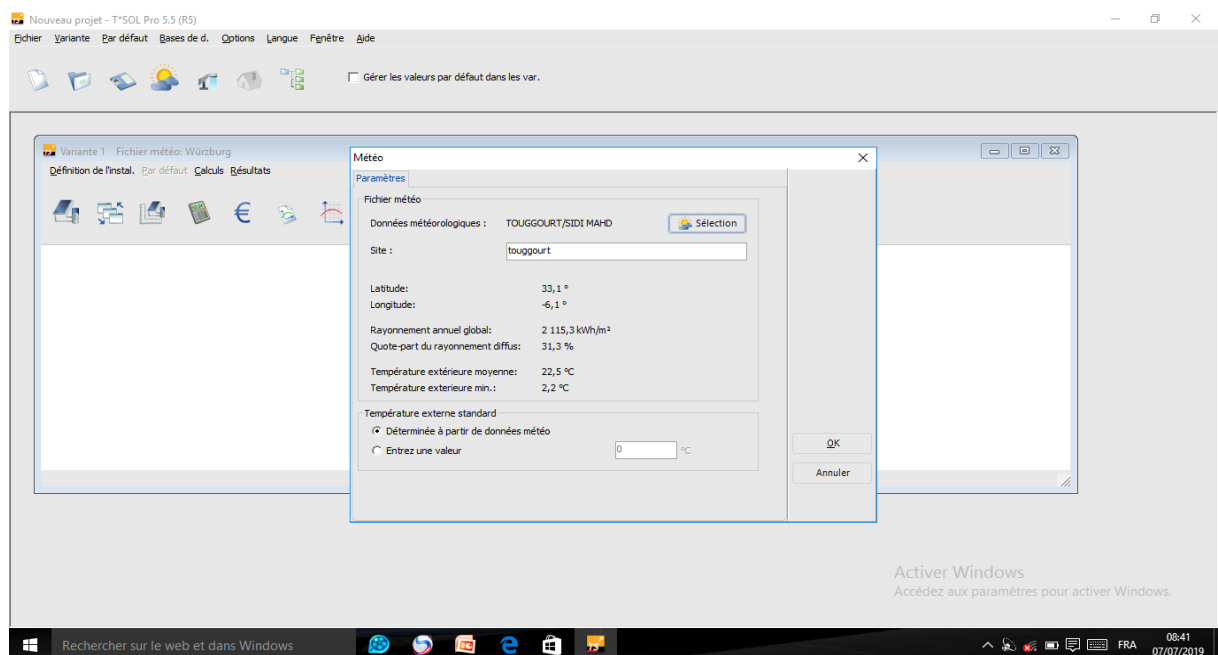 Nouveau projet - T*SOL Pro 5.5 (R5)
Fichier Variante Par défaut Bases de d. Options Langue Fenêtre Aide
Gérer les valeurs par défaut dans les var.
Variante 1 Fichier météo: Würzburg
Définition de l'instal. Par défaut Calculs Résultats
Météo
Paramètres
Fichier météo
Données météorologiques : TOUGGOURT/SIDI MAHD Sélection
Site : touggourt
Latitude: 33,1 °
Longitude: -6,1 °
Rayonnement annuel global: 2 115,3 kWh/m²
Quote-part du rayonnement diffus: 31,3 %
Température extérieure moyenne: 22,5 °C
Température exterieure min.: 2,2 °C
Température externe standard
Déterminée à partir de données météo
Entrez une valeur 0 °C
OK
Annuler
Activer Windows
Accédez aux paramètres pour activer Windows.
Rechercher sur le web et dans Windows
FRA
08:41
07/07/2019